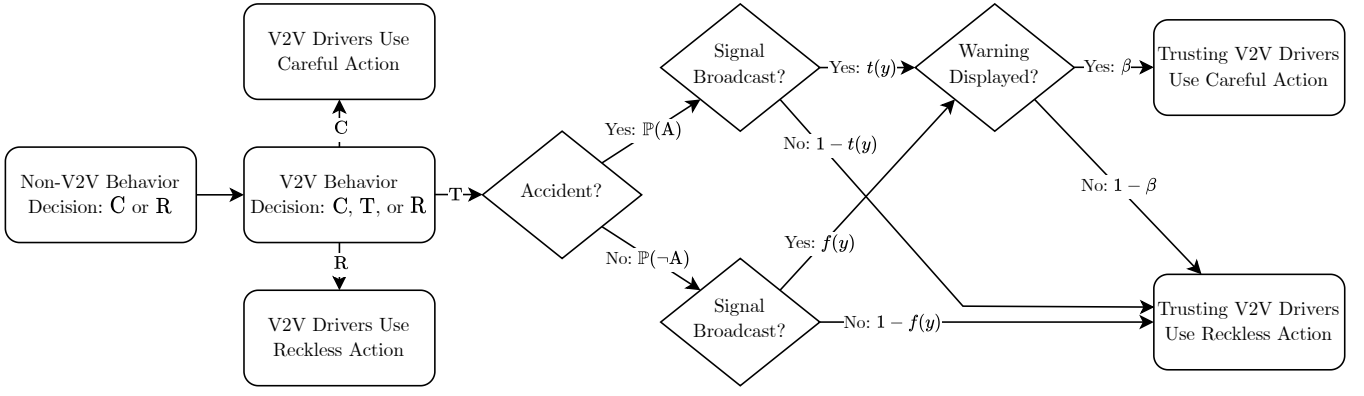 V2V Drivers Use
Careful Action
C
Non-V2V Behavior
Decision: C or R
V2V Behavior
Decision: C, T, or R
T
R
V2V Drivers Use
Reckless Action
Accident?
Yes: ℙ(A)
No: ℙ(¬A)
Signal
Broadcast?
Yes: t(y)
No: 1 − t(y)
Signal
Broadcast?
Yes: f(y)
No: 1 − f(y)
Warning
Displayed?
Yes: β
No: 1 − β
Trusting V2V Drivers
Use Careful Action
Trusting V2V Drivers
Use Reckless Action